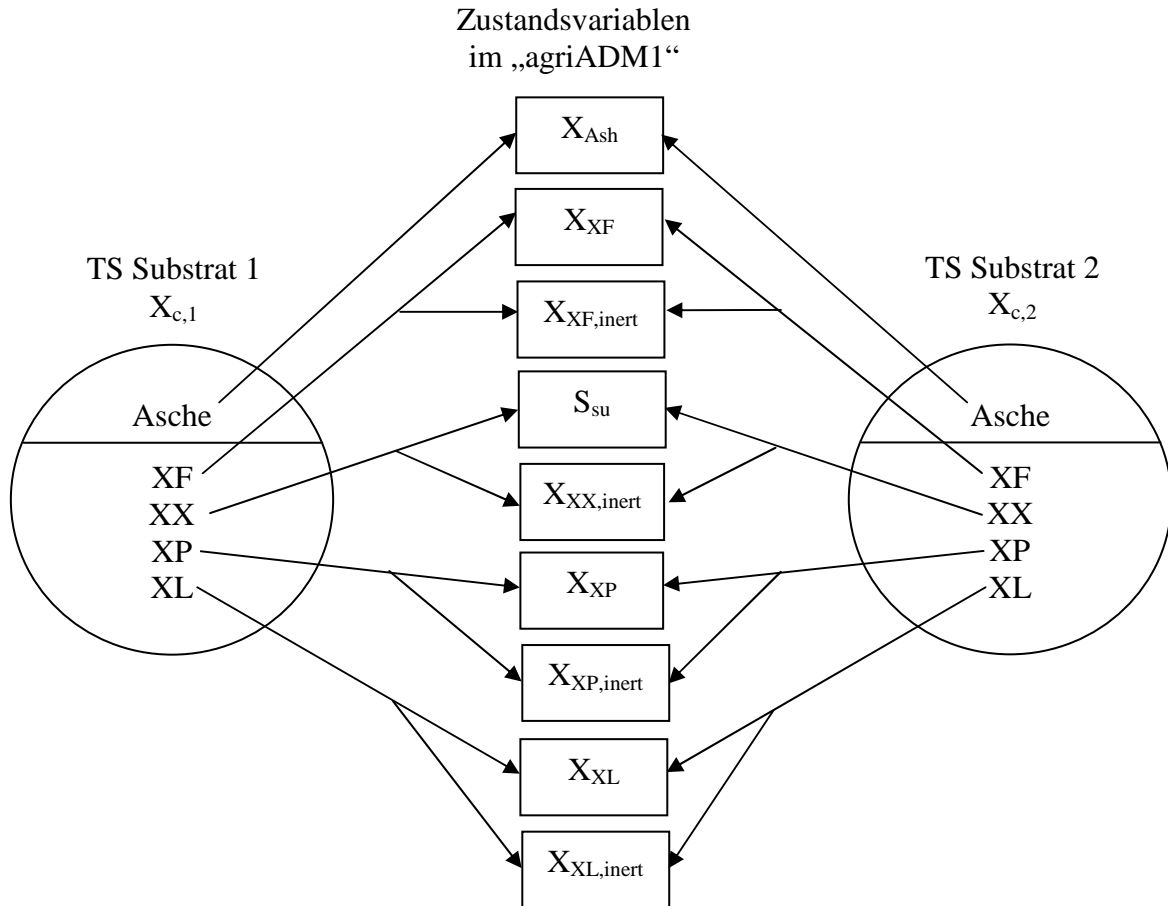 Zustandsvariablen
im „agriADM1“
X_Ash
X_XF
TS Substrat 1
X_c,1
TS Substrat 2
X_c,2
X_XF,inert
S_su
X_XX,inert
X_XP
X_XP,inert
X_XL
X_XL,inert
Asche
XF
XX
XP
XL
Asche
XF
XX
XP
XL